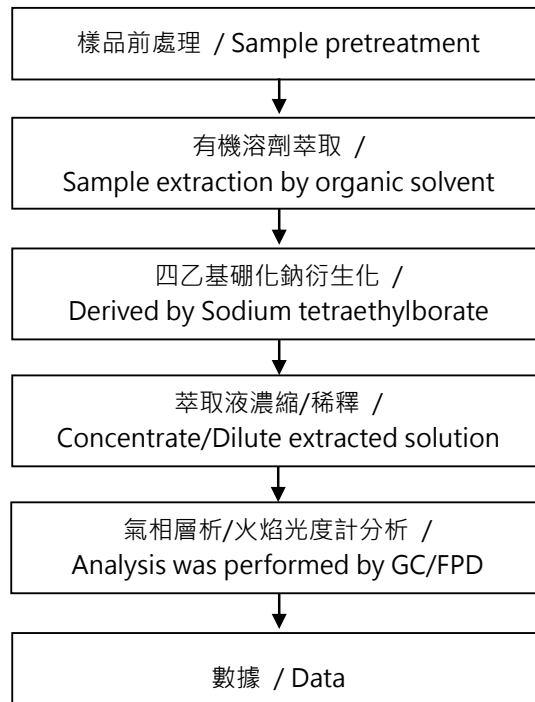 樣品前處理 / Sample pretreatment
有機溶劑萃取 /
Sample extraction by organic solvent
四乙基硼化鈉衍生化 /
Derived by Sodium tetraethylborate
萃取液濃縮/稀釋 /
Concentrate/Dilute extracted solution
氣相層析/火焰光度計分析 /
Analysis was performed by GC/FPD
數據 / Data